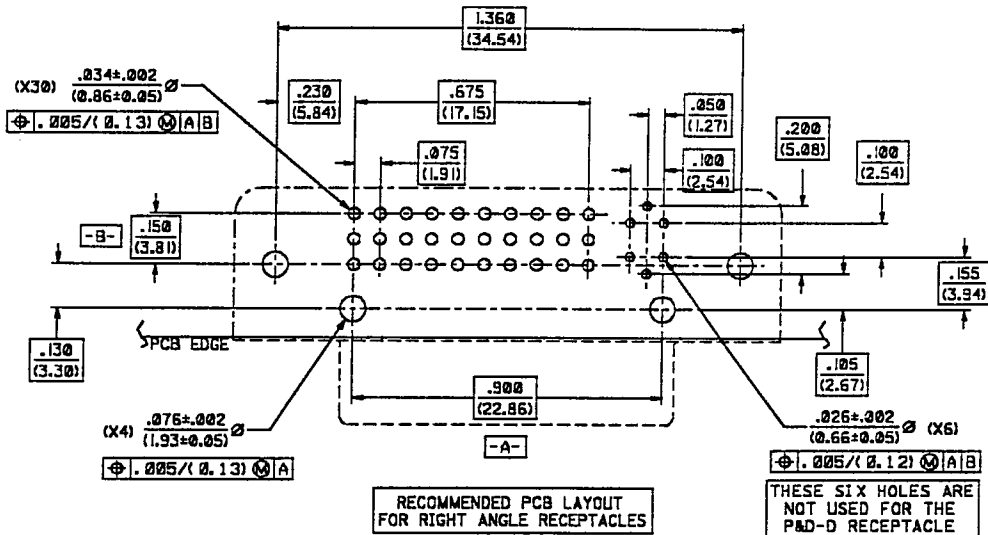 1.360
(34.54)
(X30) .034±.002 Ø
(0.86±0.05)
⌖ .005/(0.13) Ⓜ A B
.230
(5.84)
.675
(17.15)
.050
(1.27)
.200
(5.08)
.100
(2.54)
.075
(1.91)
.100
(2.54)
-B-
.150
(3.81)
.155
(3.94)
PCB EDGE
.130
(3.30)
.105
(2.67)
.900
(22.86)
(X4) .076±.002 Ø
(1.93±0.05)
⌖ .005/(0.13) Ⓜ A
-A-
.026±.002 Ø (X6)
(0.66±0.05)
⌖ .005/(0.12) Ⓜ A B
RECOMMENDED PCB LAYOUT
FOR RIGHT ANGLE RECEPTACLES
THESE SIX HOLES ARE
NOT USED FOR THE
P&D-D RECEPTACLE